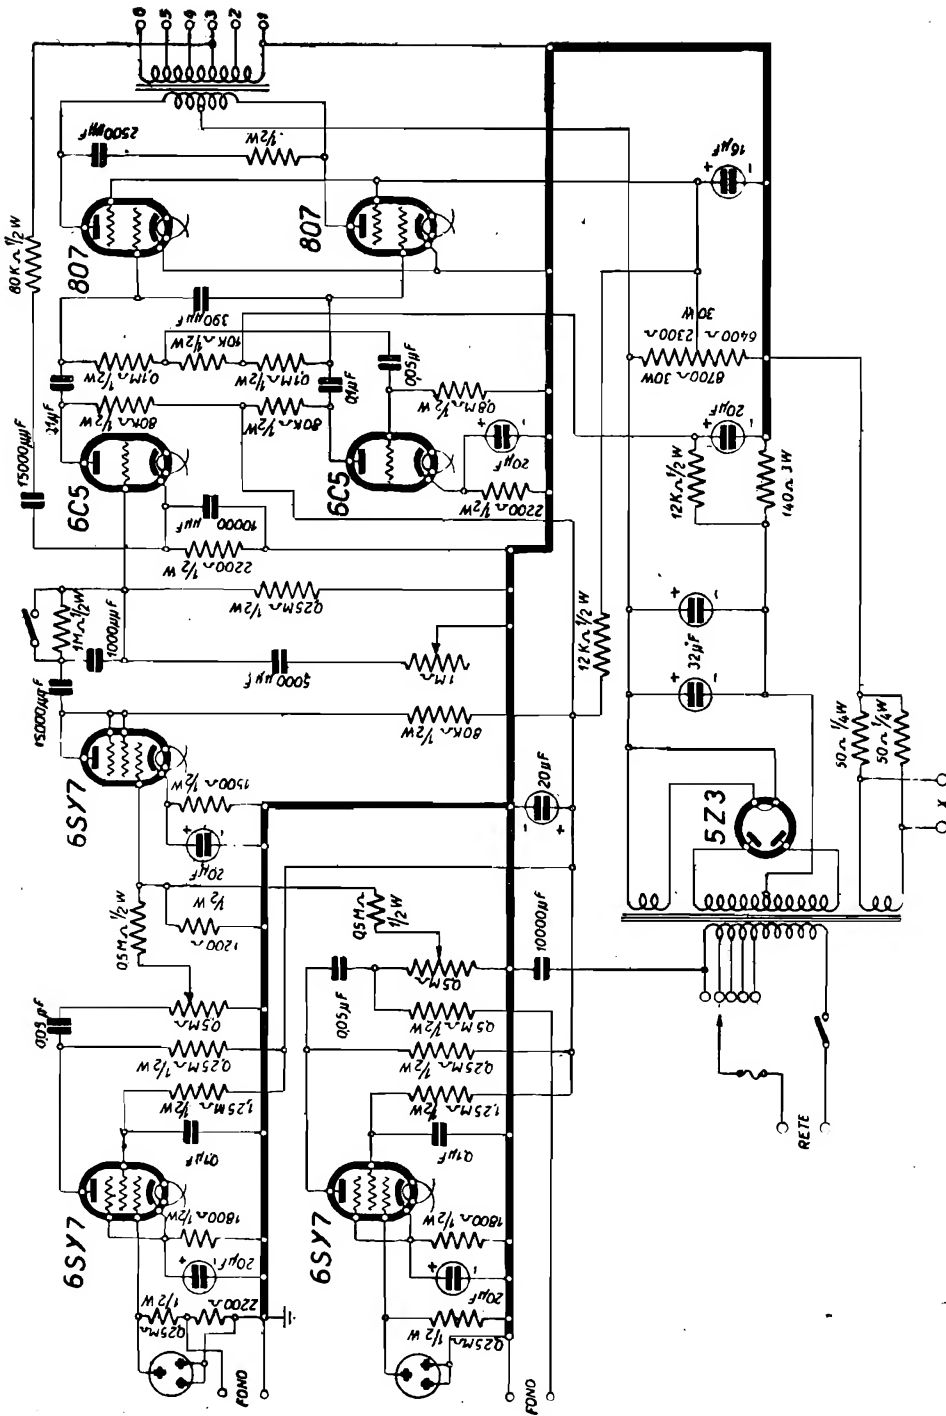 6
5
4
3
2
1
80KΩ 1/2W
2500µµF
1/2W
807
807
15000µµF
0,1µF
390µµF
0,1MΩ 1/2W
10KΩ 1/2W
0,1MΩ 1/2W
80KΩ 1/2W
80KΩ 1/2W
0,1µF
0,05µF
6C5
6C5
10000 µµF
2200Ω 1/2W
0,8MΩ 1/2W
20µF
2200Ω 1/2W
16µF
30W
2300Ω
6400Ω
8700Ω 30W
20µF
12KΩ 1/2W
140Ω 3W
1MΩ 1/2W
1000µµF
0,25MΩ 1/2W
5000µµF
1MΩ
15000µµF
80KΩ 1/2W
12KΩ 1/2W
32µF
50Ω 1/4W
50Ω 1/4W
6SY7
1500Ω 1/2W
20µF
20µF
5Z3
X
1/2W
1200Ω
0,5MΩ 1/2W
0,5MΩ 1/2W
10000µF
0,05µF
0,5MΩ
0,25MΩ 1/2W
1,25MΩ 1/2W
0,1µF
0,05µF
0,5MΩ
0,5MΩ 1/2W
0,25MΩ 1/2W
1,25MΩ 1/2W
0,1µF
RETE
6SY7
1800Ω 1/2W
20µF
2200Ω
0,25MΩ 1/2W
FONO
6SY7
1800Ω 1/2W
20µF
0,25MΩ 1/2W
FONO